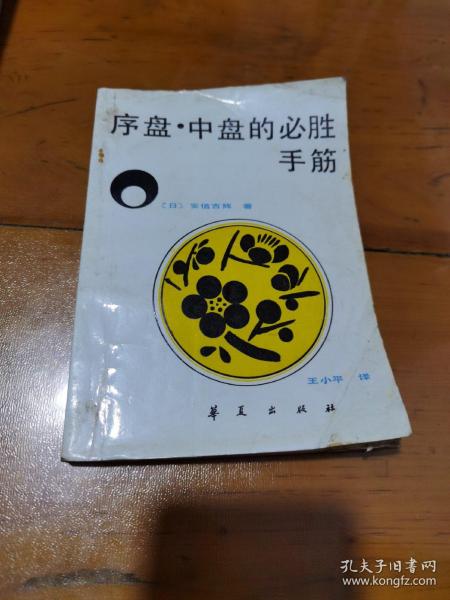 序盘·中盘的必胜
手筋
〔日〕安倍吉辉 著
王小平 译
华夏出版社
孔夫子旧书网
www.kongfz.com